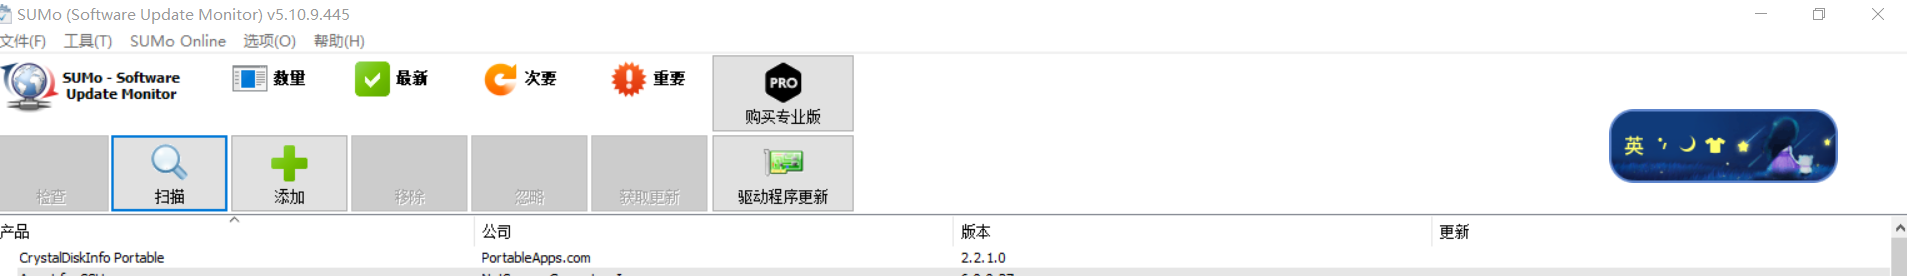 SUMo (Software Update Monitor) v5.10.9.445
文件(F) 工具(T) SUMo Online 选项(O) 帮助(H)
SUMo - Software
Update Monitor
数量 最新 次要 重要
PRO
购买专业版
英
检查 扫描 添加 移除 忽略 获取更新 驱动程序更新
产品 公司 版本 更新
CrystalDiskInfo Portable PortableApps.com 2.2.1.0